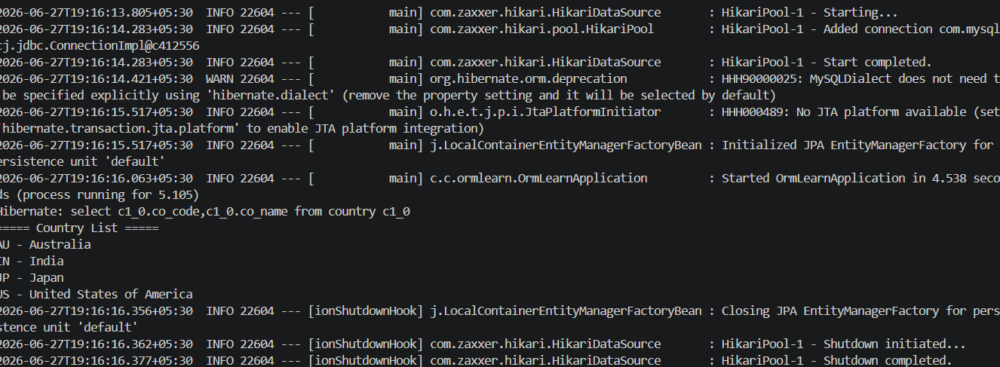 2026-06-27T19:16:13.805+05:30  INFO 22604 --- [           main] com.zaxxer.hikari.HikariDataSource       : HikariPool-1 - Starting...
2026-06-27T19:16:14.283+05:30  INFO 22604 --- [           main] com.zaxxer.hikari.pool.HikariPool        : HikariPool-1 - Added connection com.mysql
cj.jdbc.ConnectionImpl@c412556
2026-06-27T19:16:14.283+05:30  INFO 22604 --- [           main] com.zaxxer.hikari.HikariDataSource       : HikariPool-1 - Start completed.
2026-06-27T19:16:14.421+05:30  WARN 22604 --- [           main] org.hibernate.orm.deprecation            : HHH90000025: MySQLDialect does not need t
be specified explicitly using 'hibernate.dialect' (remove the property setting and it will be selected by default)
2026-06-27T19:16:15.517+05:30  INFO 22604 --- [           main] o.h.e.t.j.p.i.JtaPlatformInitiator       : HHH000489: No JTA platform available (set
'hibernate.transaction.jta.platform' to enable JTA platform integration)
2026-06-27T19:16:15.517+05:30  INFO 22604 --- [           main] j.LocalContainerEntityManagerFactoryBean : Initialized JPA EntityManagerFactory for
ersistence unit 'default'
2026-06-27T19:16:16.063+05:30  INFO 22604 --- [           main] c.c.ormlearn.OrmLearnApplication         : Started OrmLearnApplication in 4.538 seco
ds (process running for 5.105)
Hibernate: select c1_0.co_code,c1_0.co_name from country c1_0
===== Country List =====
AU - Australia
IN - India
JP - Japan
US - United States of America
2026-06-27T19:16:16.356+05:30  INFO 22604 --- [ionShutdownHook] j.LocalContainerEntityManagerFactoryBean : Closing JPA EntityManagerFactory for pers
stence unit 'default'
2026-06-27T19:16:16.362+05:30  INFO 22604 --- [ionShutdownHook] com.zaxxer.hikari.HikariDataSource       : HikariPool-1 - Shutdown initiated...
2026-06-27T19:16:16.377+05:30  INFO 22604 --- [ionShutdownHook] com.zaxxer.hikari.HikariDataSource       : HikariPool-1 - Shutdown completed.